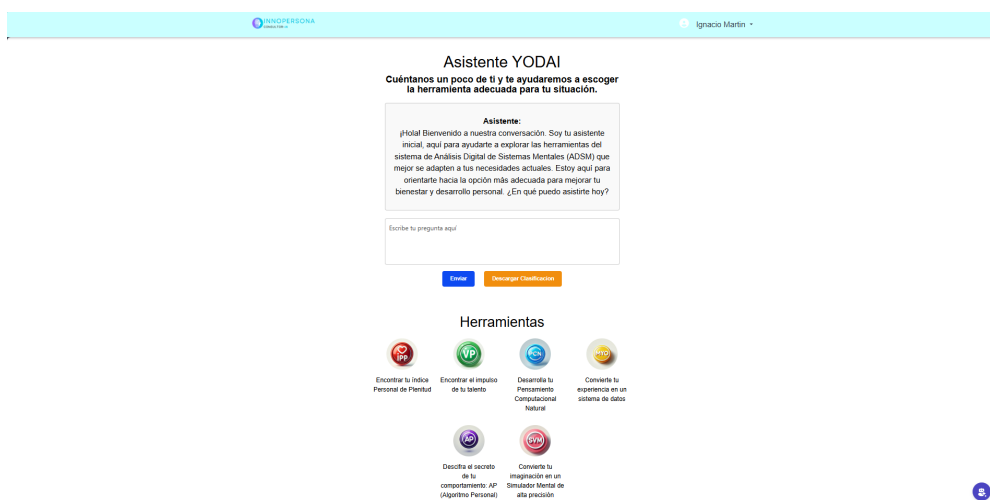 INNOPERSONA
Ignacio Martin
Asistente YODAI
Cuéntanos un poco de ti y te ayudaremos a escoger
la herramienta adecuada para tu situación.
Asistente:
¡Hola! Bienvenido a nuestra conversación. Soy tu asistente
inicial, aquí para ayudarte a explorar las herramientas del
sistema de Análisis Digital de Sistemas Mentales (ADSM) que
mejor se adapten a tus necesidades actuales. Estoy aquí para
orientarte hacia la opción más adecuada para mejorar tu
bienestar y desarrollo personal. ¿En qué puedo asistirte hoy?
Escribe tu pregunta aquí
Enviar
Descargar Clasificacion
Herramientas
IPP
VP
PCN
Encontrar tu índice
Personal de Plenitud
Encontrar el impulso
de tu talento
Desarrolla tu
Pensamiento
Computacional
Natural
Convierte tu
experiencia en un
sistema de datos
AP
SVM
Descifra el secreto
de tu
comportamiento: AP
(Algoritmo Personal)
Convierte tu
imaginación en un
Simulador Mental de
alta precisión